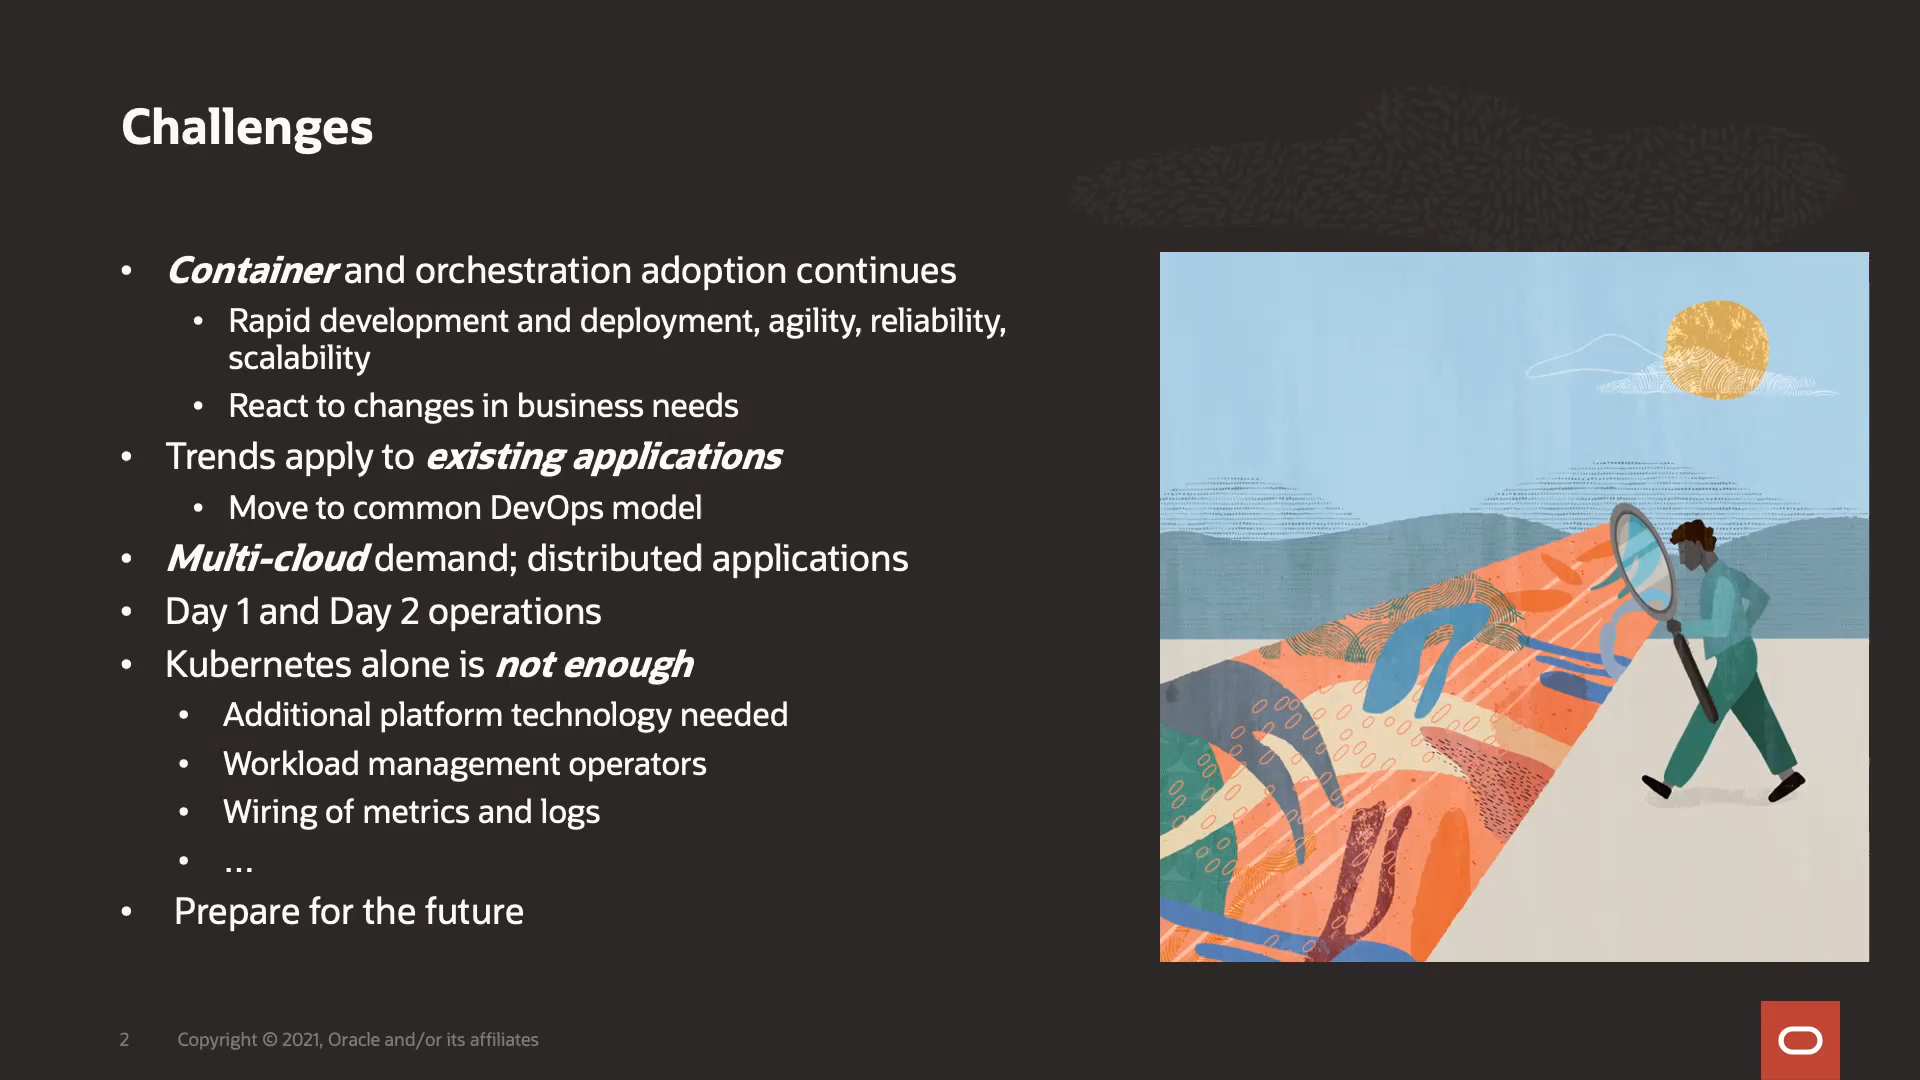 Challenges
• Container and orchestration adoption continues
• Rapid development and deployment, agility, reliability,
scalability
• React to changes in business needs
• Trends apply to existing applications
• Move to common DevOps model
• Multi-cloud demand; distributed applications
• Day 1 and Day 2 operations
• Kubernetes alone is not enough
• Additional platform technology needed
• Workload management operators
• Wiring of metrics and logs
• ...
• Prepare for the future
2 Copyright © 2021, Oracle and/or its affiliates